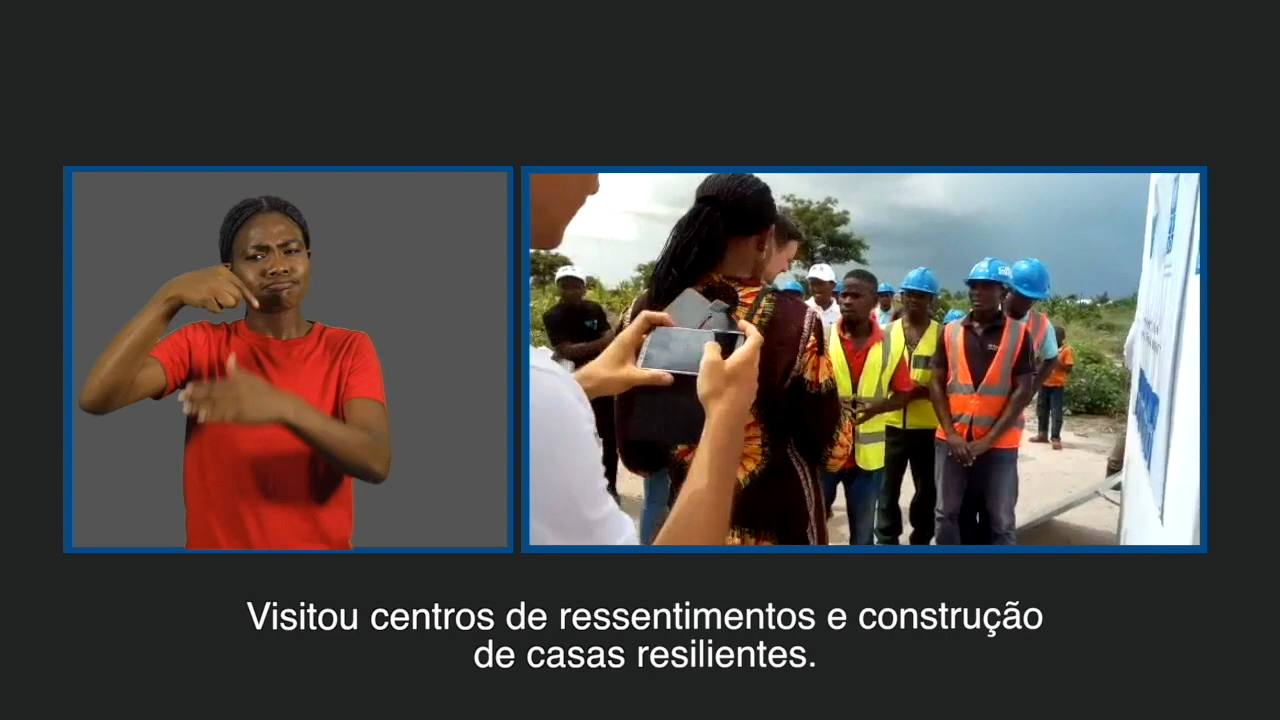 Visitou centros de ressentimentos e construção
de casas resilientes.